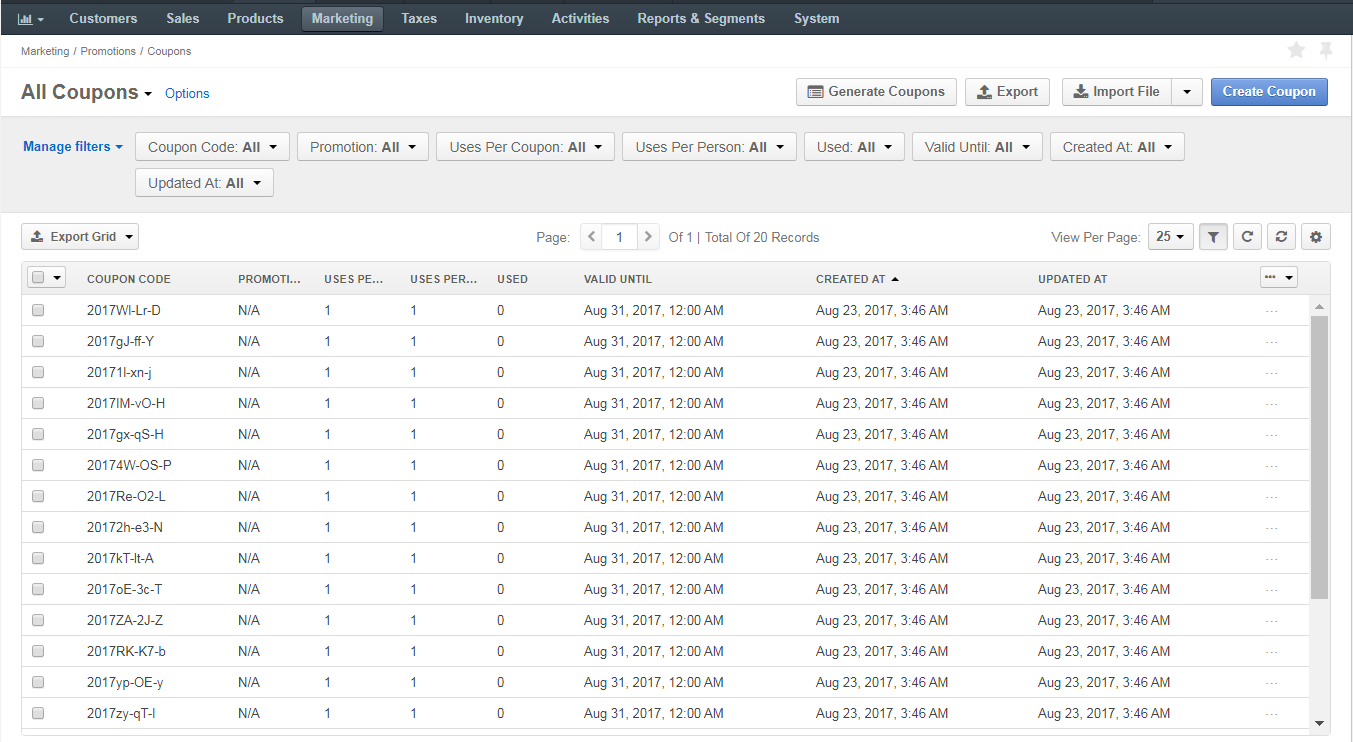 Customers Sales Products Marketing Taxes Inventory Activities Reports & Segments System
Marketing / Promotions / Coupons
All Coupons Options Generate Coupons Export Import File Create Coupon
Manage filters Coupon Code: All Promotion: All Uses Per Coupon: All Uses Per Person: All Used: All Valid Until: All Created At: All
Updated At: All
Export Grid Page: 1 Of 1 | Total Of 20 Records View Per Page: 25
COUPON CODE PROMOTI... USES PE... USES PER... USED VALID UNTIL CREATED AT UPDATED AT
2017Wl-Lr-D N/A 1 1 0 Aug 31, 2017, 12:00 AM Aug 23, 2017, 3:46 AM Aug 23, 2017, 3:46 AM ...
2017gJ-ff-Y N/A 1 1 0 Aug 31, 2017, 12:00 AM Aug 23, 2017, 3:46 AM Aug 23, 2017, 3:46 AM ...
20171l-xn-j N/A 1 1 0 Aug 31, 2017, 12:00 AM Aug 23, 2017, 3:46 AM Aug 23, 2017, 3:46 AM ...
2017IM-vO-H N/A 1 1 0 Aug 31, 2017, 12:00 AM Aug 23, 2017, 3:46 AM Aug 23, 2017, 3:46 AM ...
2017gx-qS-H N/A 1 1 0 Aug 31, 2017, 12:00 AM Aug 23, 2017, 3:46 AM Aug 23, 2017, 3:46 AM ...
20174W-OS-P N/A 1 1 0 Aug 31, 2017, 12:00 AM Aug 23, 2017, 3:46 AM Aug 23, 2017, 3:46 AM ...
2017Re-O2-L N/A 1 1 0 Aug 31, 2017, 12:00 AM Aug 23, 2017, 3:46 AM Aug 23, 2017, 3:46 AM ...
20172h-e3-N N/A 1 1 0 Aug 31, 2017, 12:00 AM Aug 23, 2017, 3:46 AM Aug 23, 2017, 3:46 AM ...
2017kT-lt-A N/A 1 1 0 Aug 31, 2017, 12:00 AM Aug 23, 2017, 3:46 AM Aug 23, 2017, 3:46 AM ...
2017oE-3c-T N/A 1 1 0 Aug 31, 2017, 12:00 AM Aug 23, 2017, 3:46 AM Aug 23, 2017, 3:46 AM ...
2017ZA-2J-Z N/A 1 1 0 Aug 31, 2017, 12:00 AM Aug 23, 2017, 3:46 AM Aug 23, 2017, 3:46 AM ...
2017RK-K7-b N/A 1 1 0 Aug 31, 2017, 12:00 AM Aug 23, 2017, 3:46 AM Aug 23, 2017, 3:46 AM ...
2017yp-OE-y N/A 1 1 0 Aug 31, 2017, 12:00 AM Aug 23, 2017, 3:46 AM Aug 23, 2017, 3:46 AM ...
2017zy-qT-l N/A 1 1 0 Aug 31, 2017, 12:00 AM Aug 23, 2017, 3:46 AM Aug 23, 2017, 3:46 AM ...